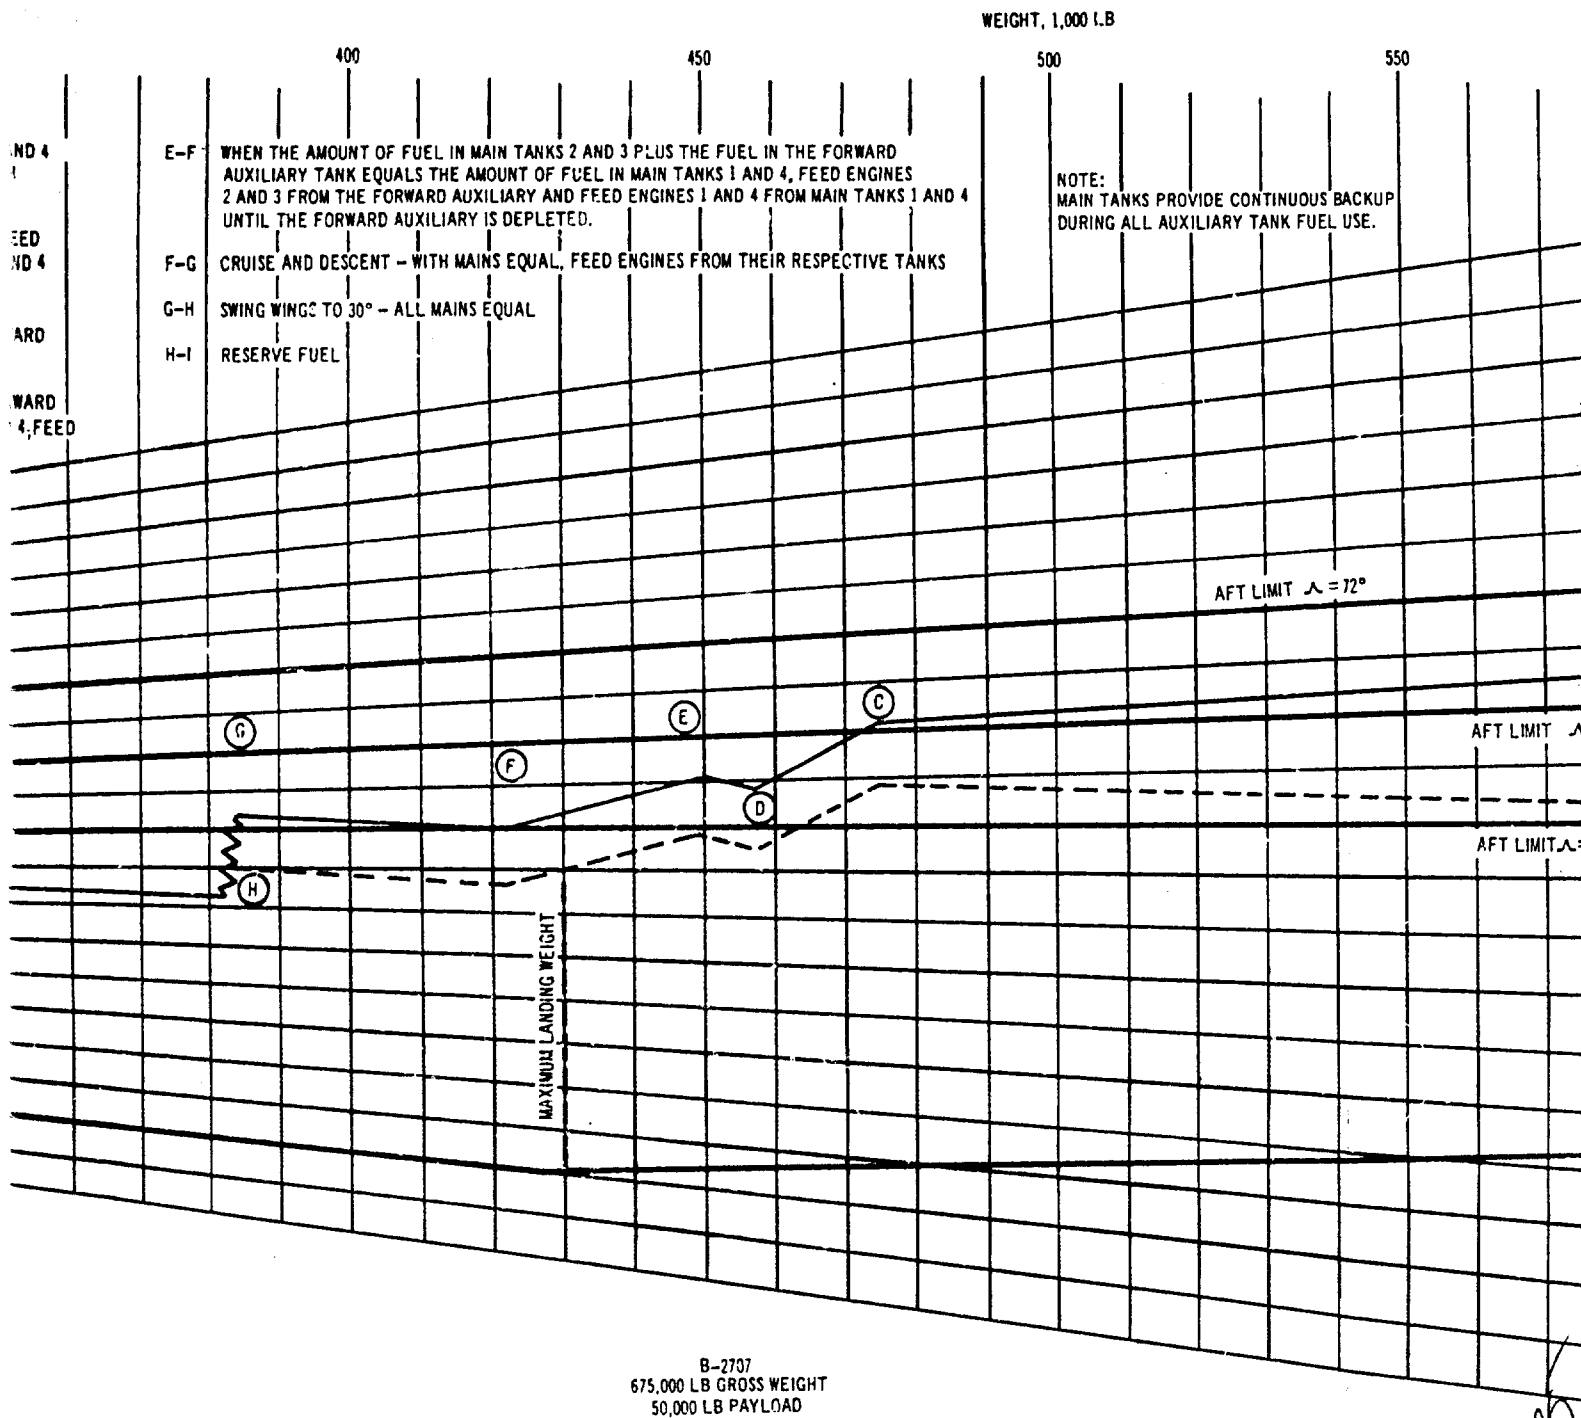 WEIGHT, 1,000 LB
400 450 500 550
ND 4
E-F WHEN THE AMOUNT OF FUEL IN MAIN TANKS 2 AND 3 PLUS THE FUEL IN THE FORWARD
AUXILIARY TANK EQUALS THE AMOUNT OF FUEL IN MAIN TANKS 1 AND 4, FEED ENGINES
2 AND 3 FROM THE FORWARD AUXILIARY AND FEED ENGINES 1 AND 4 FROM MAIN TANKS 1 AND 4
UNTIL THE FORWARD AUXILIARY IS DEPLETED.
NOTE:
MAIN TANKS PROVIDE CONTINUOUS BACKUP
DURING ALL AUXILIARY TANK FUEL USE.
EED
ND 4
F-G CRUISE AND DESCENT - WITH MAINS EQUAL, FEED ENGINES FROM THEIR RESPECTIVE TANKS
G-H SWING WINGS TO 30° - ALL MAINS EQUAL
ARD
H-I RESERVE FUEL
WARD
4, FEED
AFT LIMIT Λ = 72°
C
E
G
AFT LIMIT Λ
F
D
AFT LIMIT Λ =
H
MAXIMUM LANDING WEIGHT
B-2707
675,000 LB GROSS WEIGHT
50,000 LB PAYLOAD